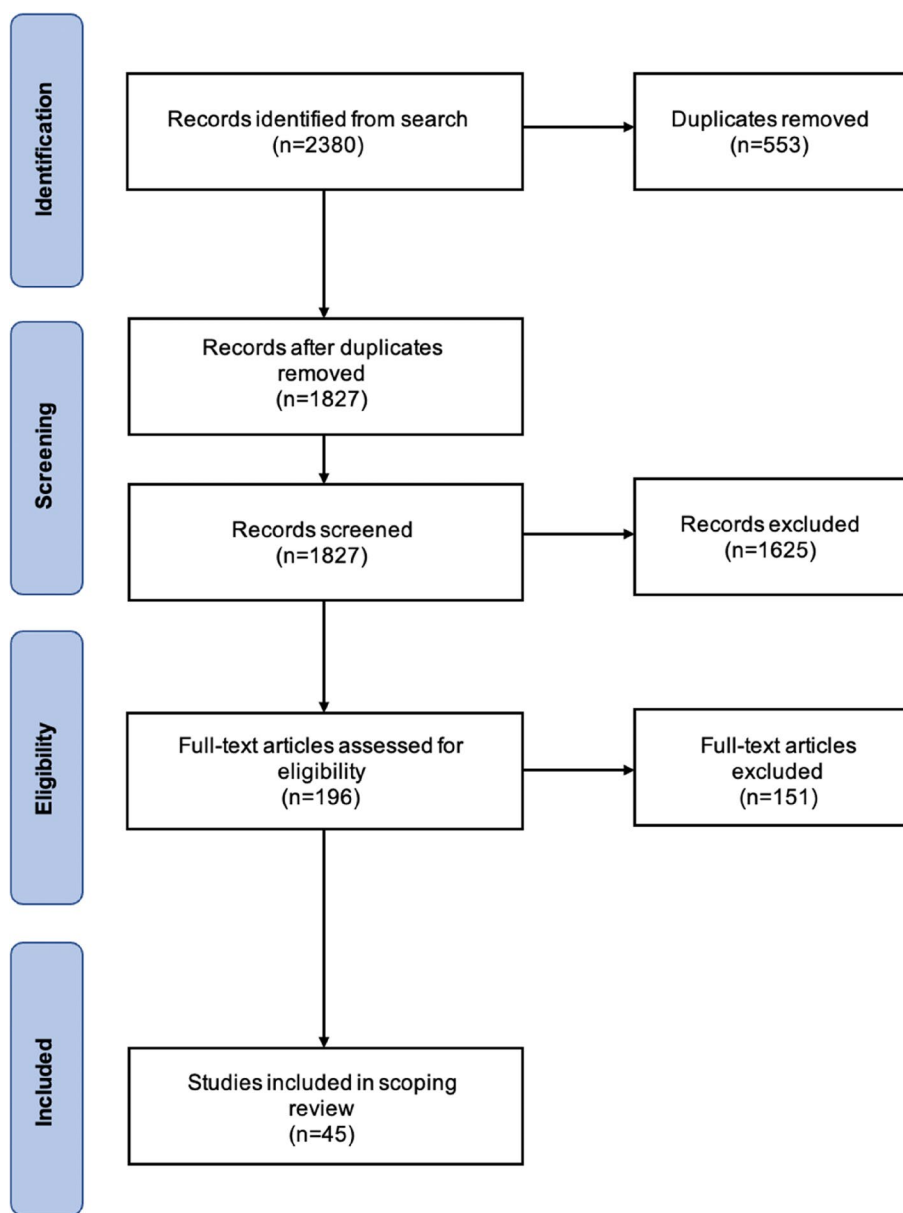 Identification
Records identified from search
(n=2380)
Duplicates removed
(n=553)
Screening
Records after duplicates
removed
(n=1827)
Records screened
(n=1827)
Records excluded
(n=1625)
Eligibility
Full-text articles assessed for
eligibility
(n=196)
Full-text articles
excluded
(n=151)
Included
Studies included in scoping
review
(n=45)